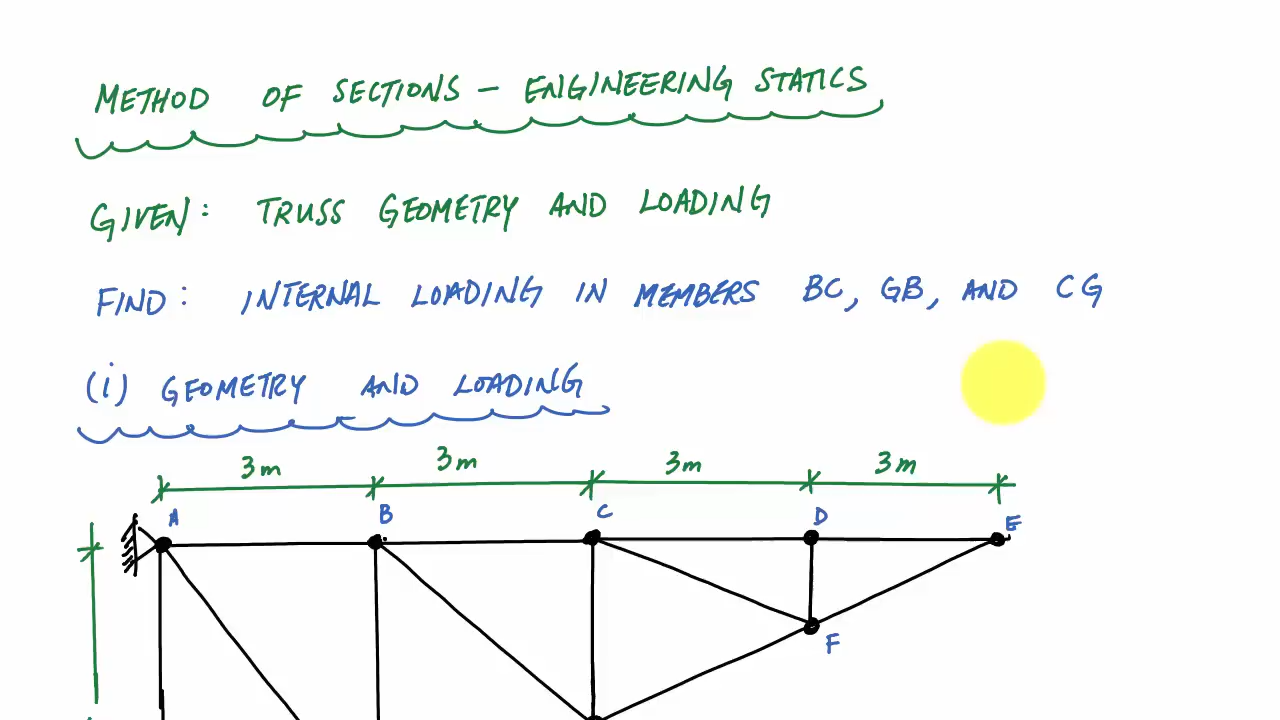 METHOD OF SECTIONS - ENGINEERING STATICS
GIVEN: TRUSS GEOMETRY AND LOADING
FIND: INTERNAL LOADING IN MEMBERS BC, GB, AND CG
(i) GEOMETRY AND LOADING
3m 3m 3m 3m
A B C D E
F